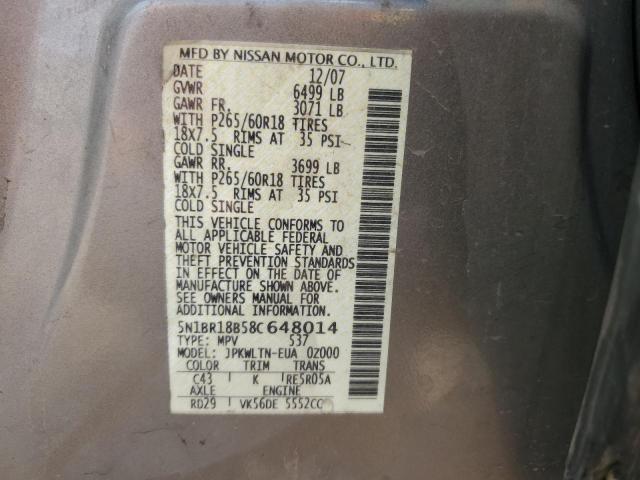 MFD BY NISSAN MOTOR CO., LTD.
DATE 12/07
GVWR 6499 LB
GAWR FR. 3071 LB
WITH P265/60R18 TIRES
18X7.5 RIMS AT 35 PSI
COLD SINGLE
GAWR RR. 3699 LB
WITH P265/60R18 TIRES
18X7.5 RIMS AT 35 PSI
COLD SINGLE
THIS VEHICLE CONFORMS TO
ALL APPLICABLE FEDERAL
MOTOR VEHICLE SAFETY AND
THEFT PREVENTION STANDARDS
IN EFFECT ON THE DATE OF
MANUFACTURE SHOWN ABOVE.
SEE OWNERS MANUAL FOR
ADDITIONAL INFORMATION
5N1BR18B58C648014
TYPE: MPV 537
MODEL: JPKWLTN-EUA 0Z000
COLOR TRIM TRANS
C43 K RE5R05A
AXLE ENGINE
RD29 VK56DE 5552CC